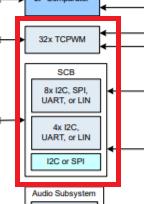 32x TCPWM
SCB
8x I2C, SPI,
UART, or LIN
4x I2C,
UART, or LIN
I2C or SPI
Audio Subsystem